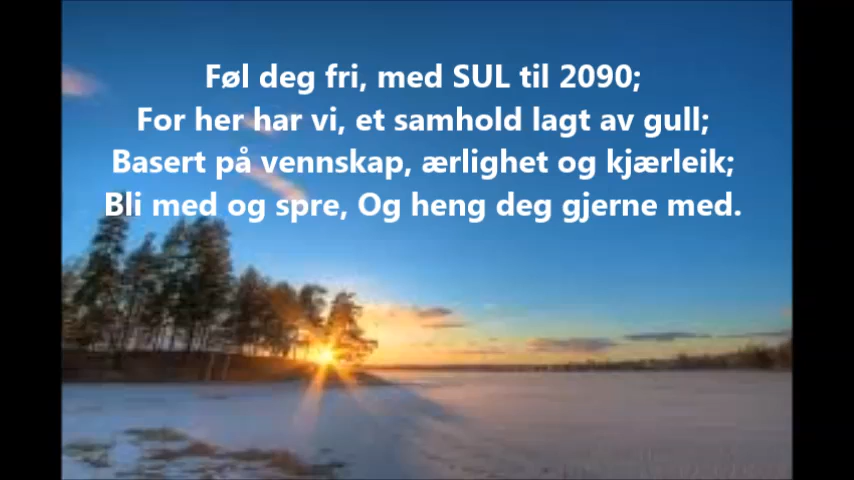 Føl deg fri, med SUL til 2090;
For her har vi, et samhold lagt av gull;
Basert på vennskap, ærlighet og kjærleik;
Bli med og spre, Og heng deg gjerne med.